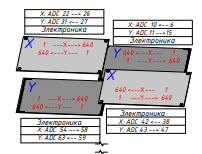 X: ADC 22 --> 26
Y: ADC 31 <-- 27
Электроника
X: ADC 10 <-- 6
Y: ADC 11-->15
Электроника
X
1 ---X---> 640
640 <---Y--- 1
Y
640 <---X--- 1
1 ---Y---> 640
Y
1 ---X---> 640
640 <---Y--- 1
X
640 <---X--- 1
1 ---Y---> 640
Электроника
X: ADC 54 --> 58
Y: ADC 63 <-- 59
Электроника
X: ADC 42 <-- 38
Y: ADC 43 --> 47